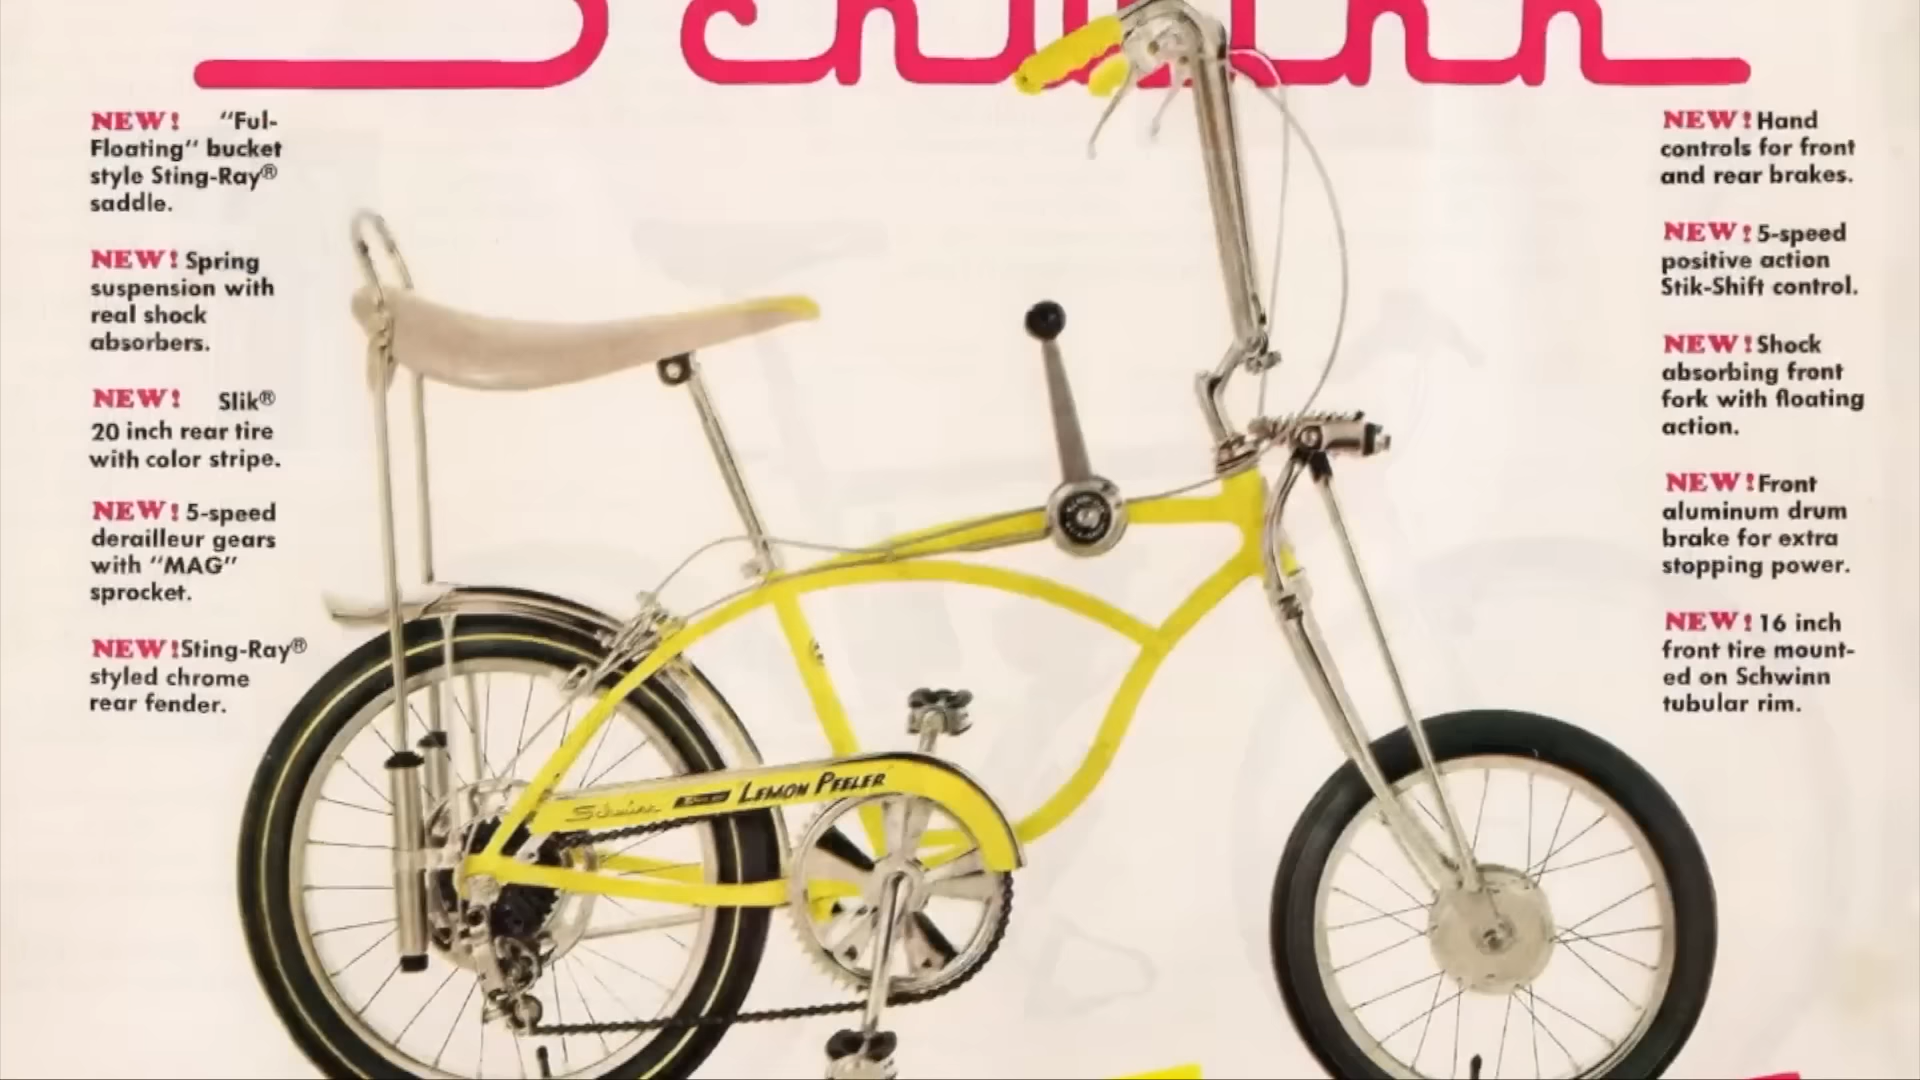 Schwinn
NEW! "Ful-
Floating" bucket
style Sting-Ray®
saddle.
NEW! Spring
suspension with
real shock
absorbers.
NEW! Slik®
20 inch rear tire
with color stripe.
NEW! 5-speed
derailleur gears
with "MAG"
sprocket.
NEW! Sting-Ray®
styled chrome
rear fender.
NEW! Hand
controls for front
and rear brakes.
NEW! 5-speed
positive action
Stik-Shift control.
NEW! Shock
absorbing front
fork with floating
action.
NEW! Front
aluminum drum
brake for extra
stopping power.
NEW! 16 inch
front tire mount-
ed on Schwinn
tubular rim.
Schwinn LEMON PEELER